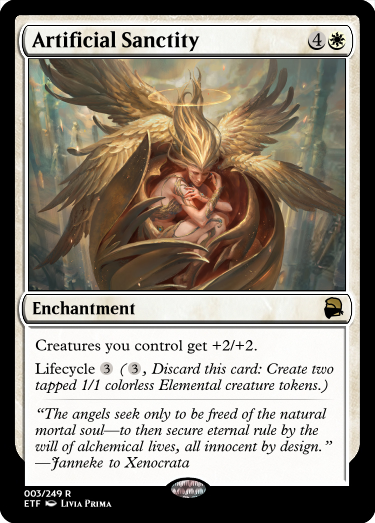 Artificial Sanctity 4
Enchantment
Creatures you control get +2/+2.
Lifecycle 3 (3, Discard this card: Create two
tapped 1/1 colorless Elemental creature tokens.)
“The angels seek only to be freed of the natural
mortal soul—to then secure eternal rule by the
will of alchemical lives, all innocent by design.”
—Janneke to Xenocrata
003/249 R
ETF Livia Prima